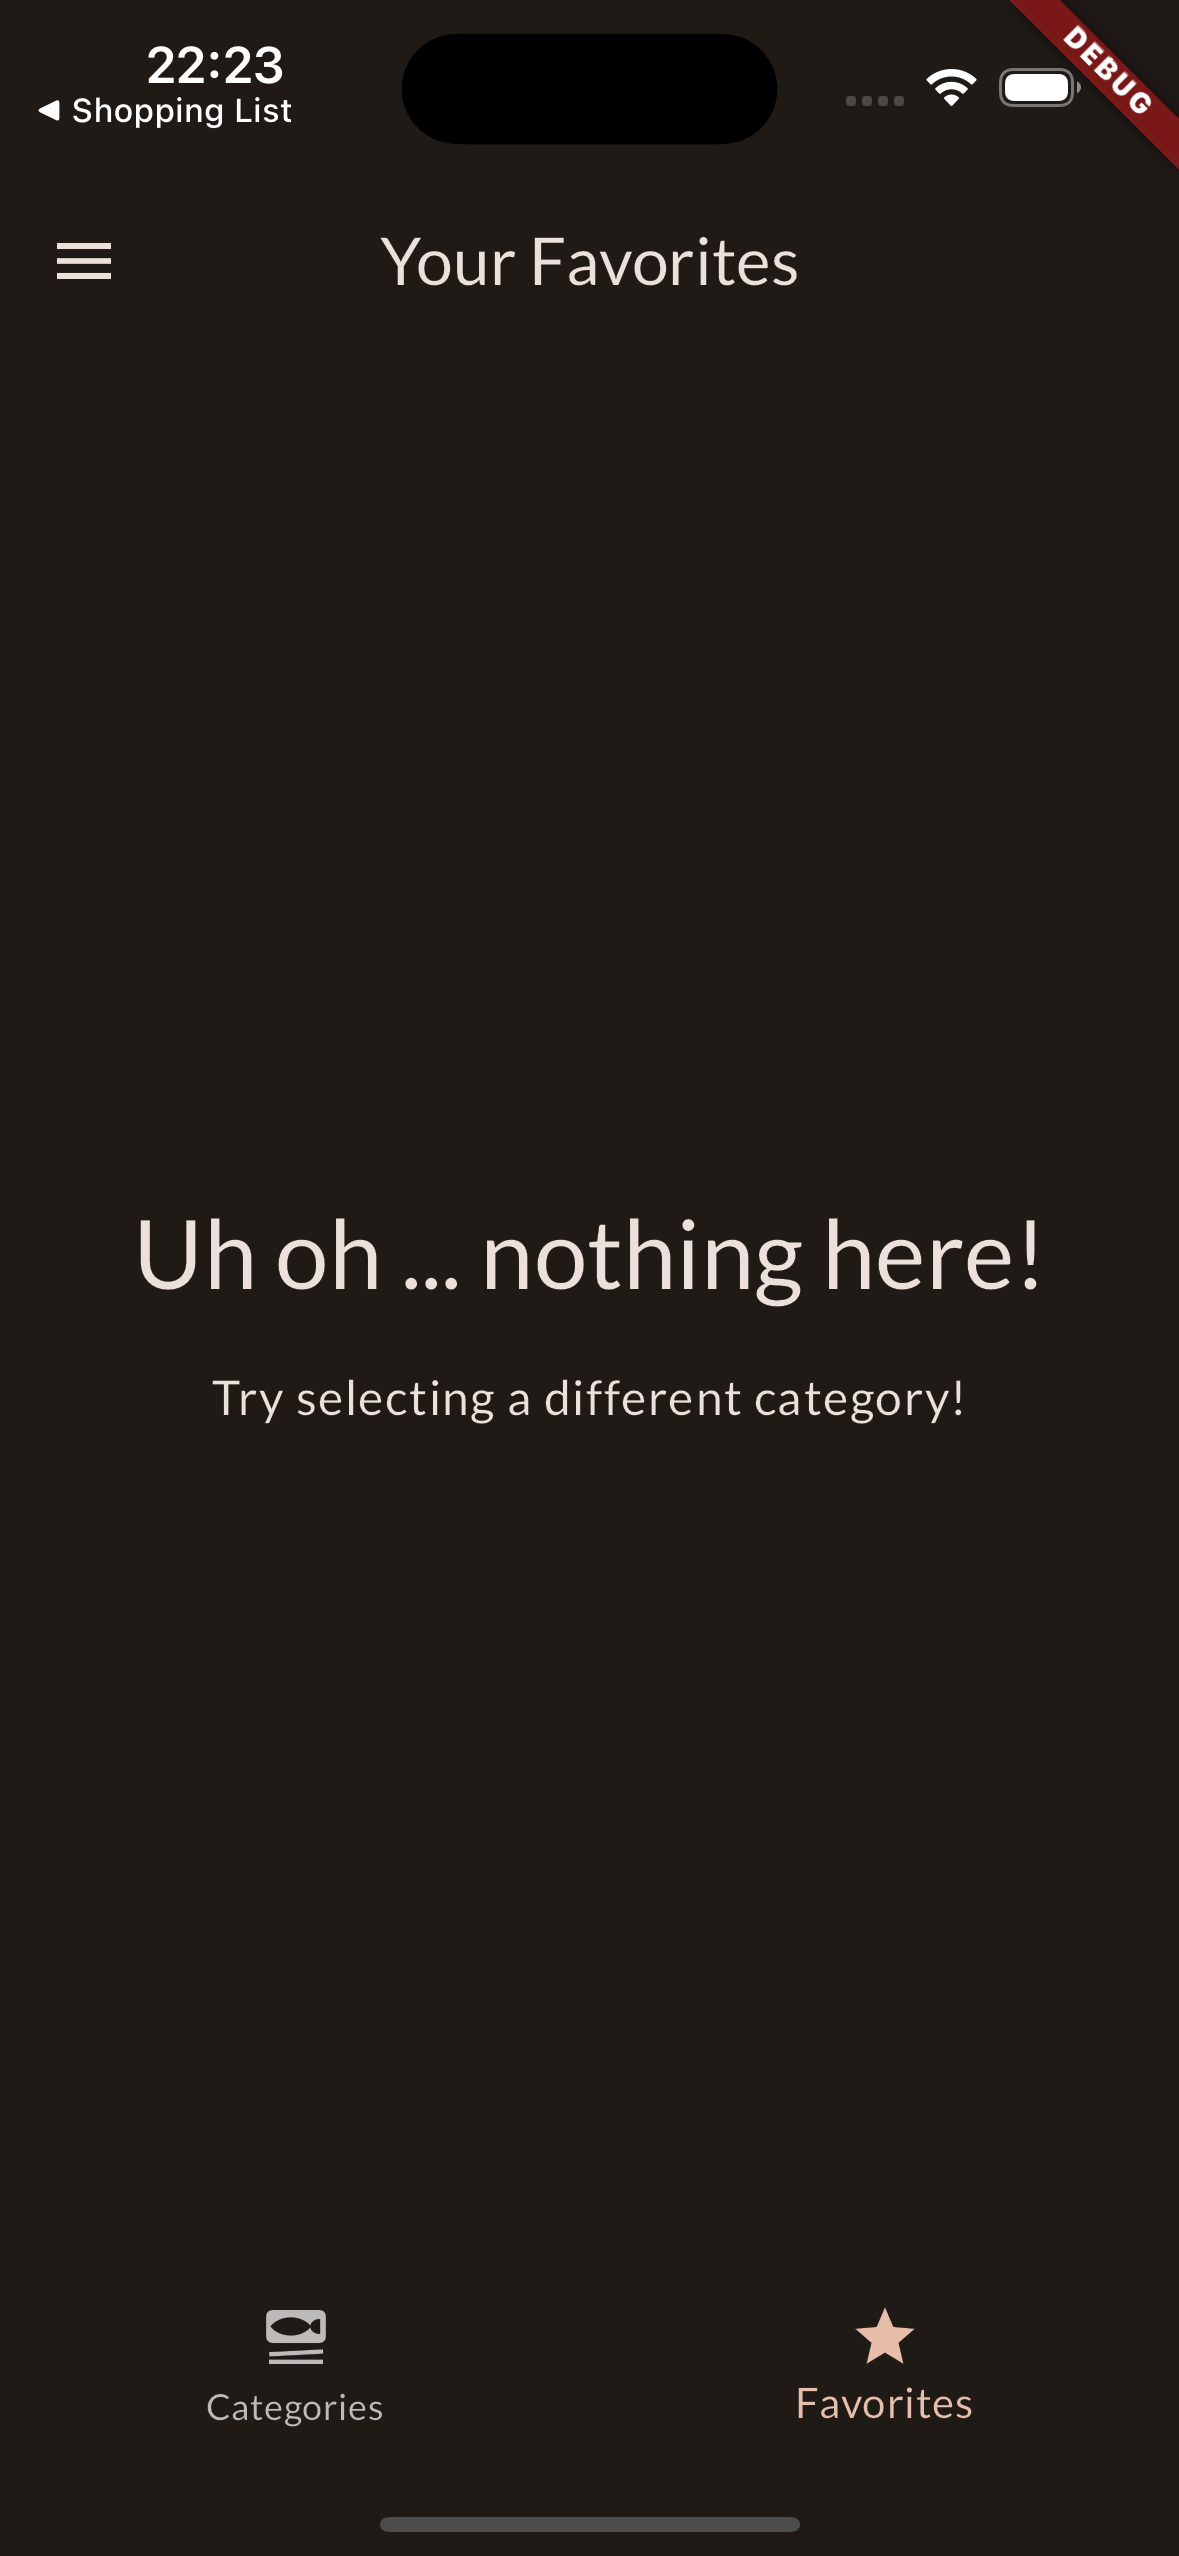 22:23
DEBUG
◀ Shopping List
Your Favorites
Uh oh ... nothing here!
Try selecting a different category!
Categories
Favorites